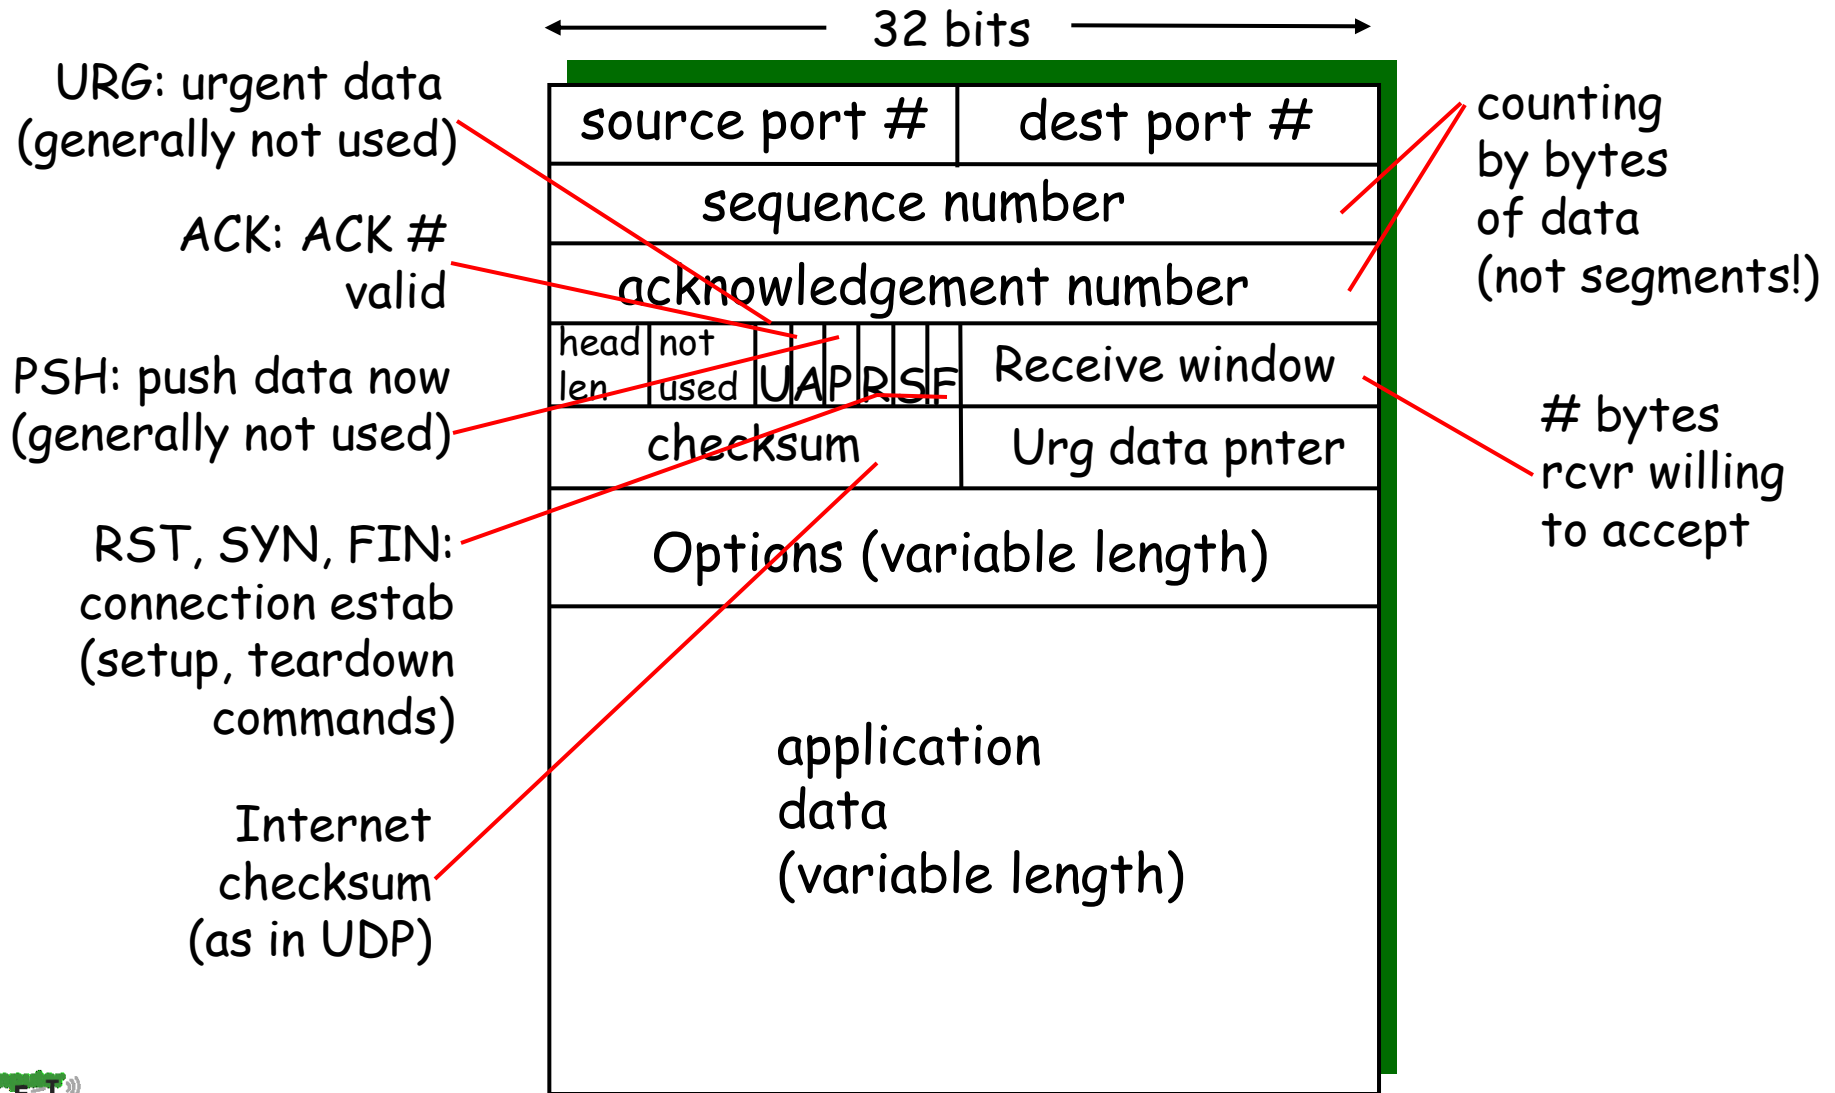 32 bits
URG: urgent data
(generally not used)
ACK: ACK #
valid
PSH: push data now
(generally not used)
RST, SYN, FIN:
connection estab
(setup, teardown
commands)
Internet
checksum
(as in UDP)
source port #
dest port #
sequence number
acknowledgement number
head
len
not
used
U
A
P
R
S
F
Receive window
checksum
Urg data pnter
Options (variable length)
application
data
(variable length)
counting
by bytes
of data
(not segments!)
# bytes
rcvr willing
to accept